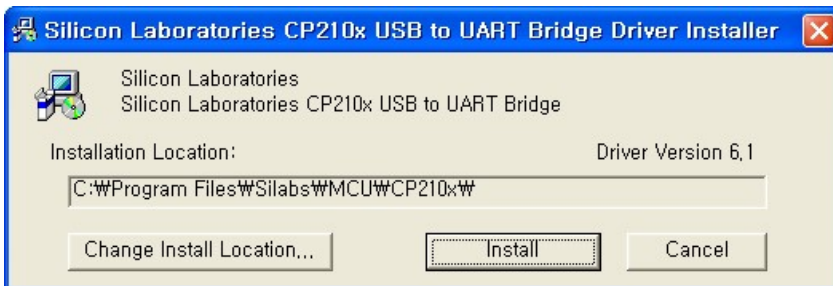 Silicon Laboratories CP210x USB to UART Bridge Driver Installer
Silicon Laboratories
Silicon Laboratories CP210x USB to UART Bridge
Installation Location: Driver Version 6.1
C:₩Program Files₩Silabs₩MCU₩CP210x₩
Change Install Location... Install Cancel